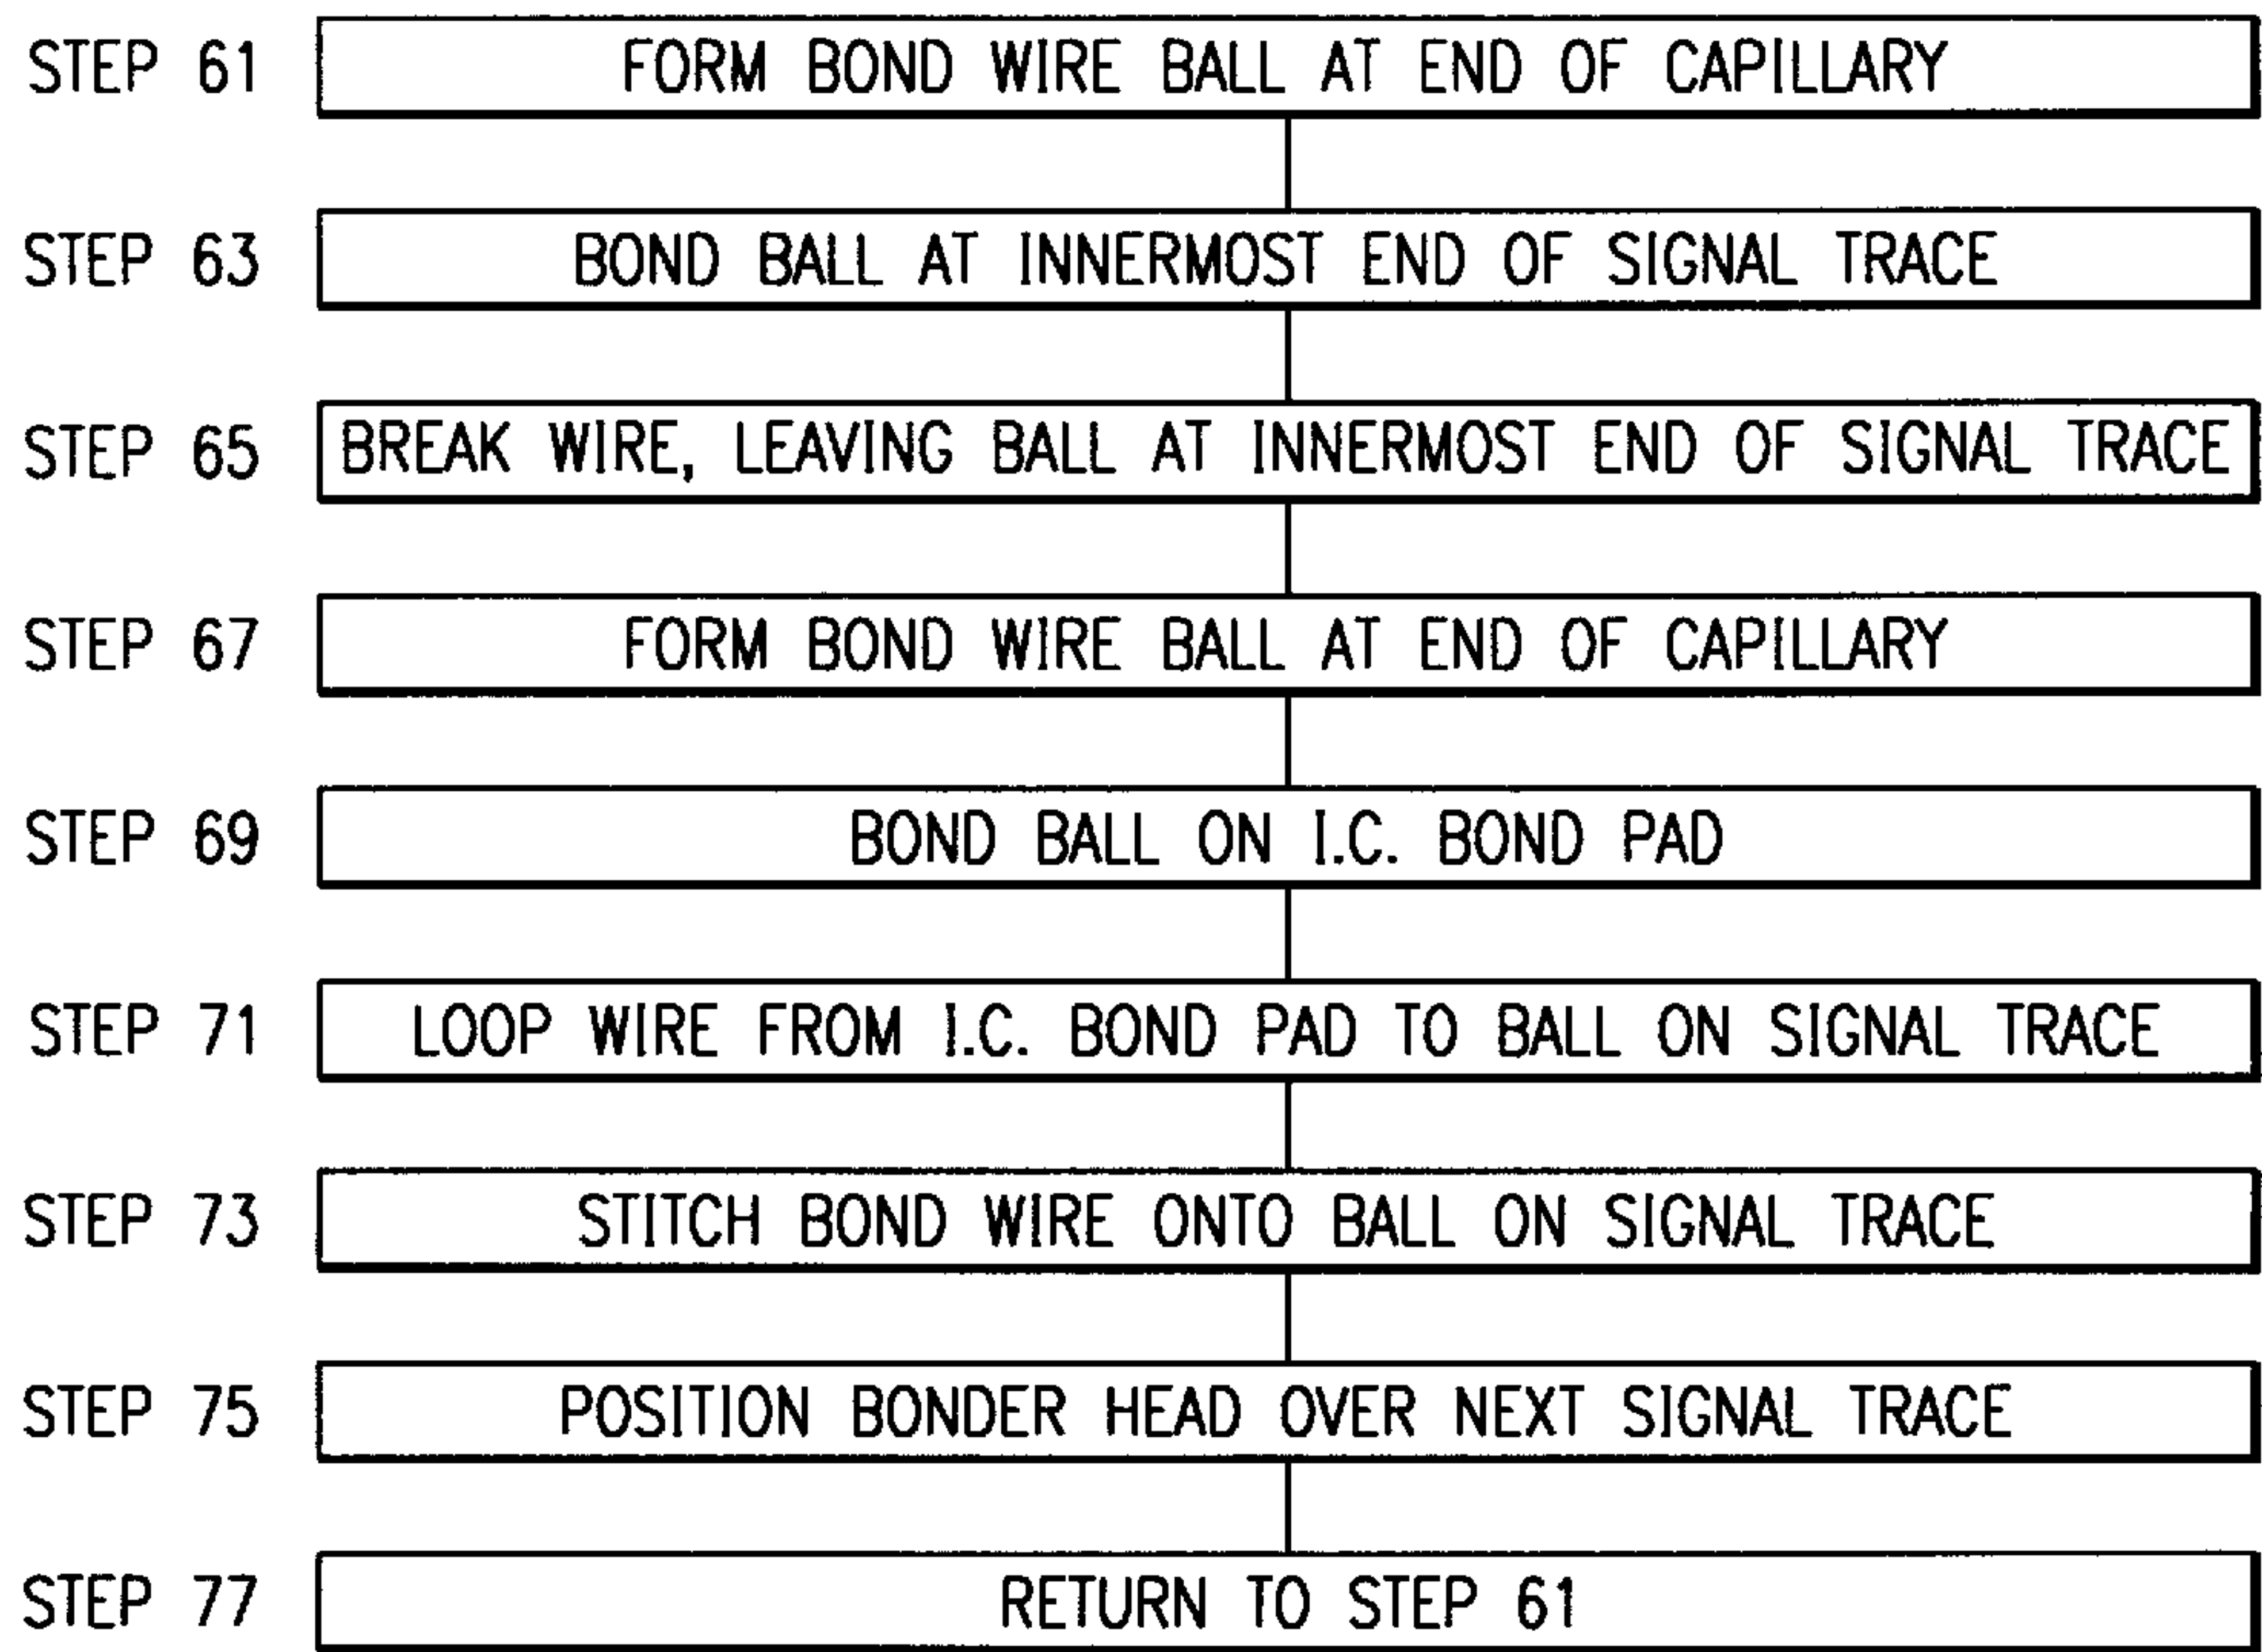 STEP 61 FORM BOND WIRE BALL AT END OF CAPILLARY
STEP 63 BOND BALL AT INNERMOST END OF SIGNAL TRACE
STEP 65 BREAK WIRE, LEAVING BALL AT INNERMOST END OF SIGNAL TRACE
STEP 67 FORM BOND WIRE BALL AT END OF CAPILLARY
STEP 69 BOND BALL ON I.C. BOND PAD
STEP 71 LOOP WIRE FROM I.C. BOND PAD TO BALL ON SIGNAL TRACE
STEP 73 STITCH BOND WIRE ONTO BALL ON SIGNAL TRACE
STEP 75 POSITION BONDER HEAD OVER NEXT SIGNAL TRACE
STEP 77 RETURN TO STEP 61